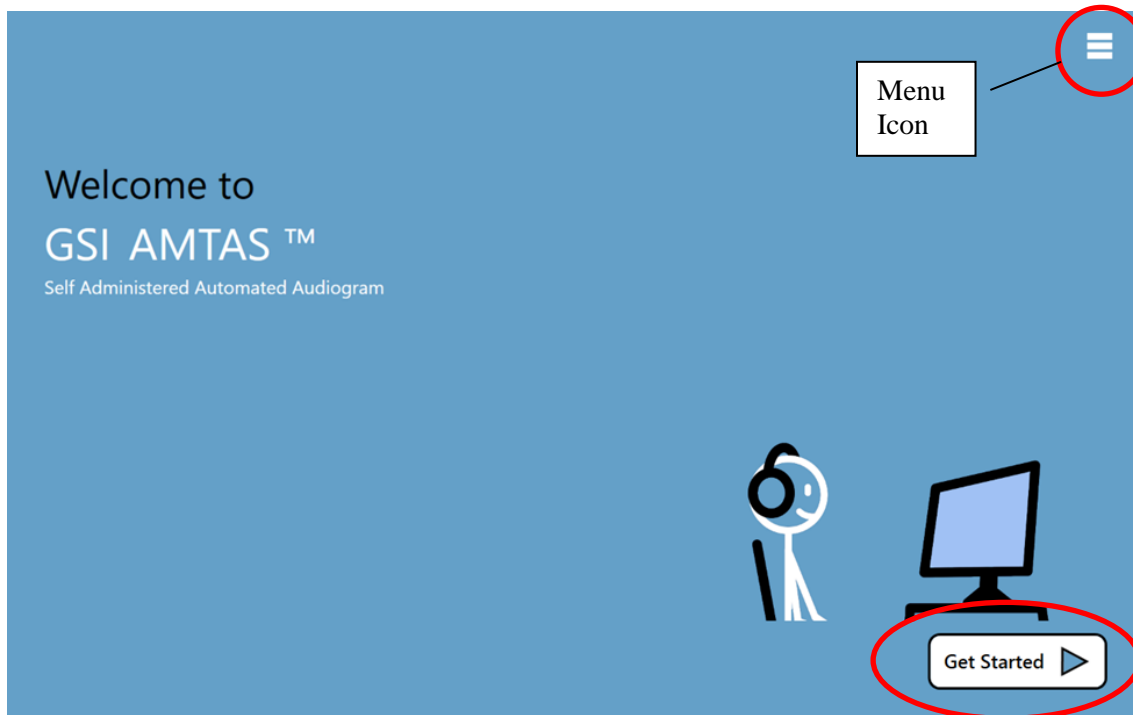 Menu
Icon
Welcome to
GSI AMTAS ™
Self Administered Automated Audiogram
Get Started